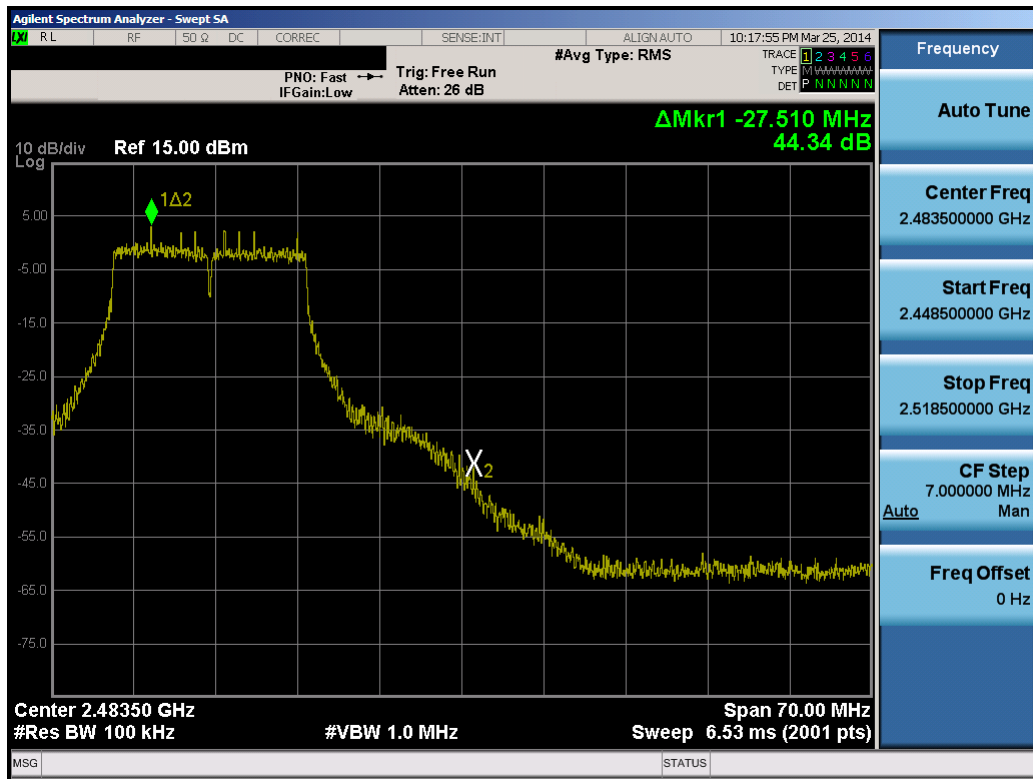 Agilent Spectrum Analyzer - Swept SA
LXI RL RF 50 Ω DC CORREC SENSE:INT ALIGN AUTO 10:17:55 PM Mar 25, 2014
#Avg Type: RMS
TRACE 1 2 3 4 5 6
PNO: Fast Trig: Free Run
TYPE M W W W W W
IFGain:Low Atten: 26 dB
DET P N N N N N
ΔMkr1 -27.510 MHz
44.34 dB
10 dB/div Ref 15.00 dBm
Log
1Δ2
5.00
-5.00
-15.0
-25.0
-35.0
X2
-45.0
-55.0
-65.0
-75.0
Center 2.48350 GHz Span 70.00 MHz
#Res BW 100 kHz #VBW 1.0 MHz Sweep 6.53 ms (2001 pts)
MSG STATUS
Frequency
Auto Tune
Center Freq
2.483500000 GHz
Start Freq
2.448500000 GHz
Stop Freq
2.518500000 GHz
CF Step
7.000000 MHz
Auto Man
Freq Offset
0 Hz